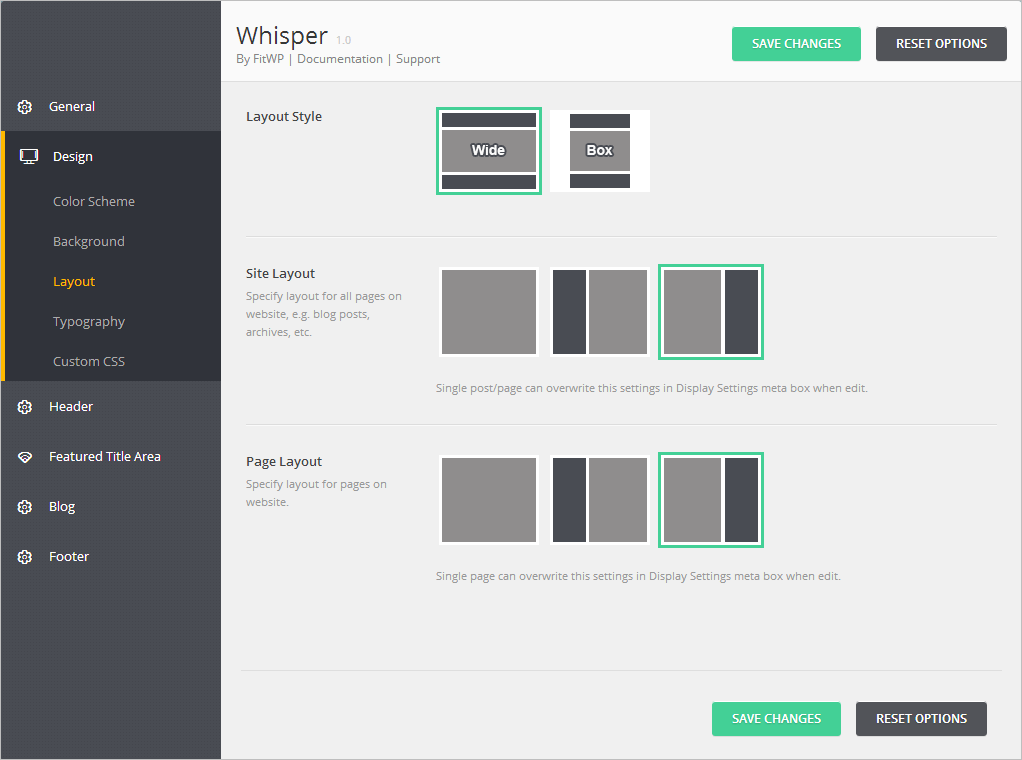 Whisper 1.0
By FitWP | Documentation | Support
SAVE CHANGES
RESET OPTIONS
General
Design
Color Scheme
Background
Layout
Typography
Custom CSS
Header
Featured Title Area
Blog
Footer
Layout Style
Wide
Box
Site Layout
Specify layout for all pages on
website, e.g. blog posts,
archives, etc.
Single post/page can overwrite this settings in Display Settings meta box when edit.
Page Layout
Specify layout for pages on
website.
Single page can overwrite this settings in Display Settings meta box when edit.
SAVE CHANGES
RESET OPTIONS